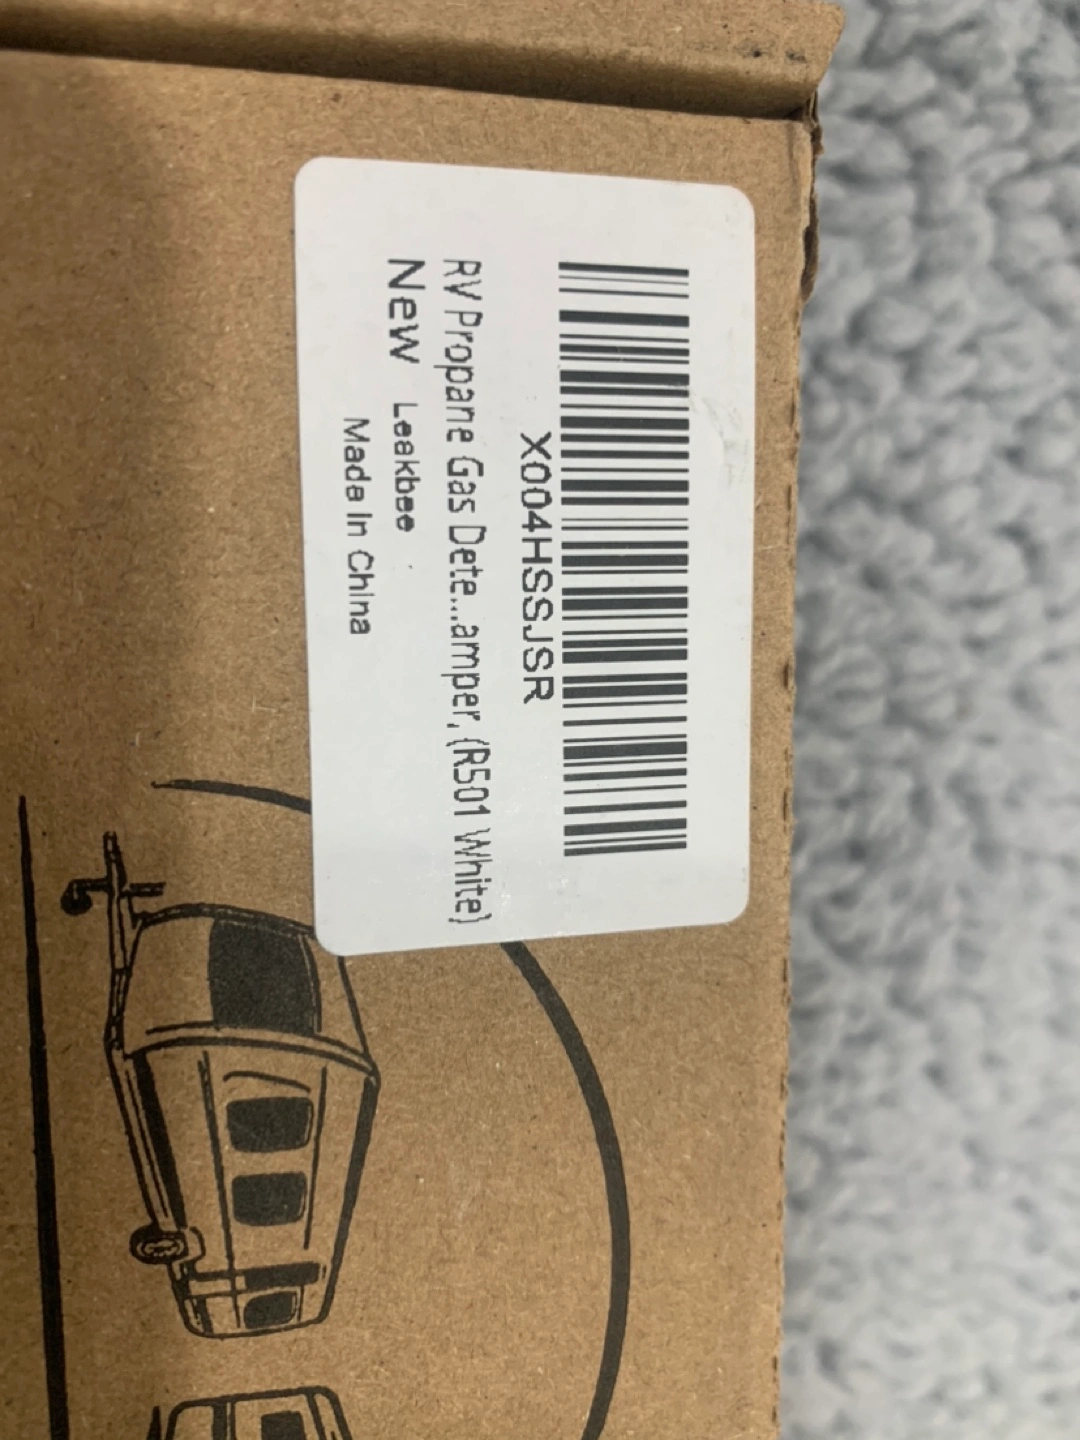 X004HSSJSR
RV Propane Gas Dete...amper, (R501 White)
New Leakbee
Made In China